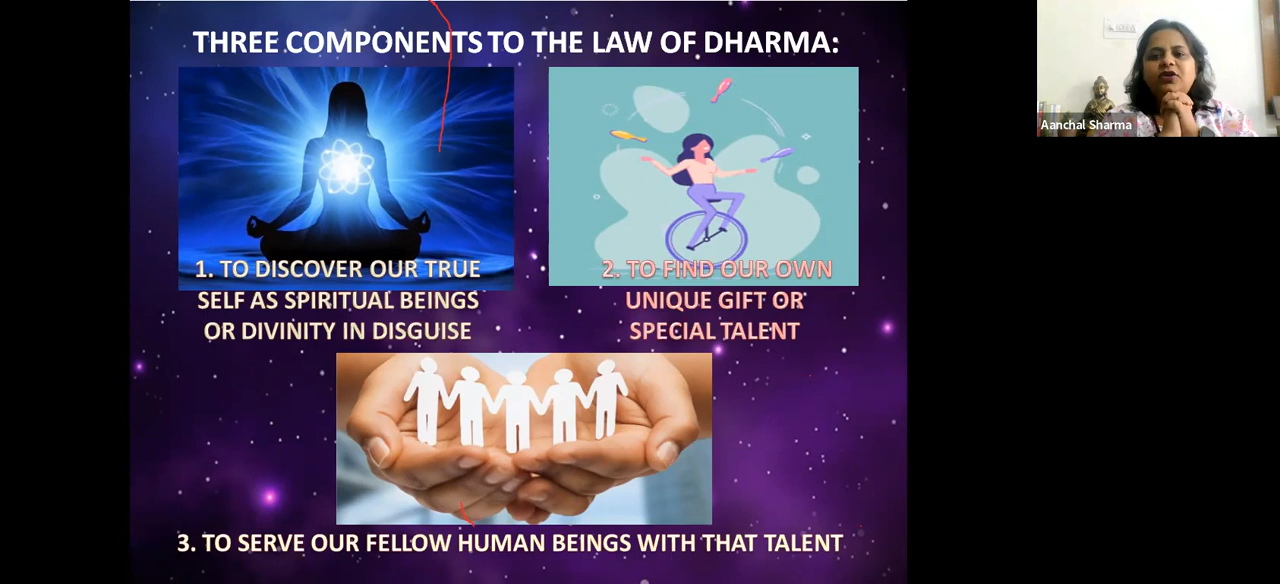 THREE COMPONENTS TO THE LAW OF DHARMA:
1. TO DISCOVER OUR TRUE
SELF AS SPIRITUAL BEINGS
OR DIVINITY IN DISGUISE
2. TO FIND OUR OWN
UNIQUE GIFT OR
SPECIAL TALENT
3. TO SERVE OUR FELLOW HUMAN BEINGS WITH THAT TALENT
Aanchal Sharma